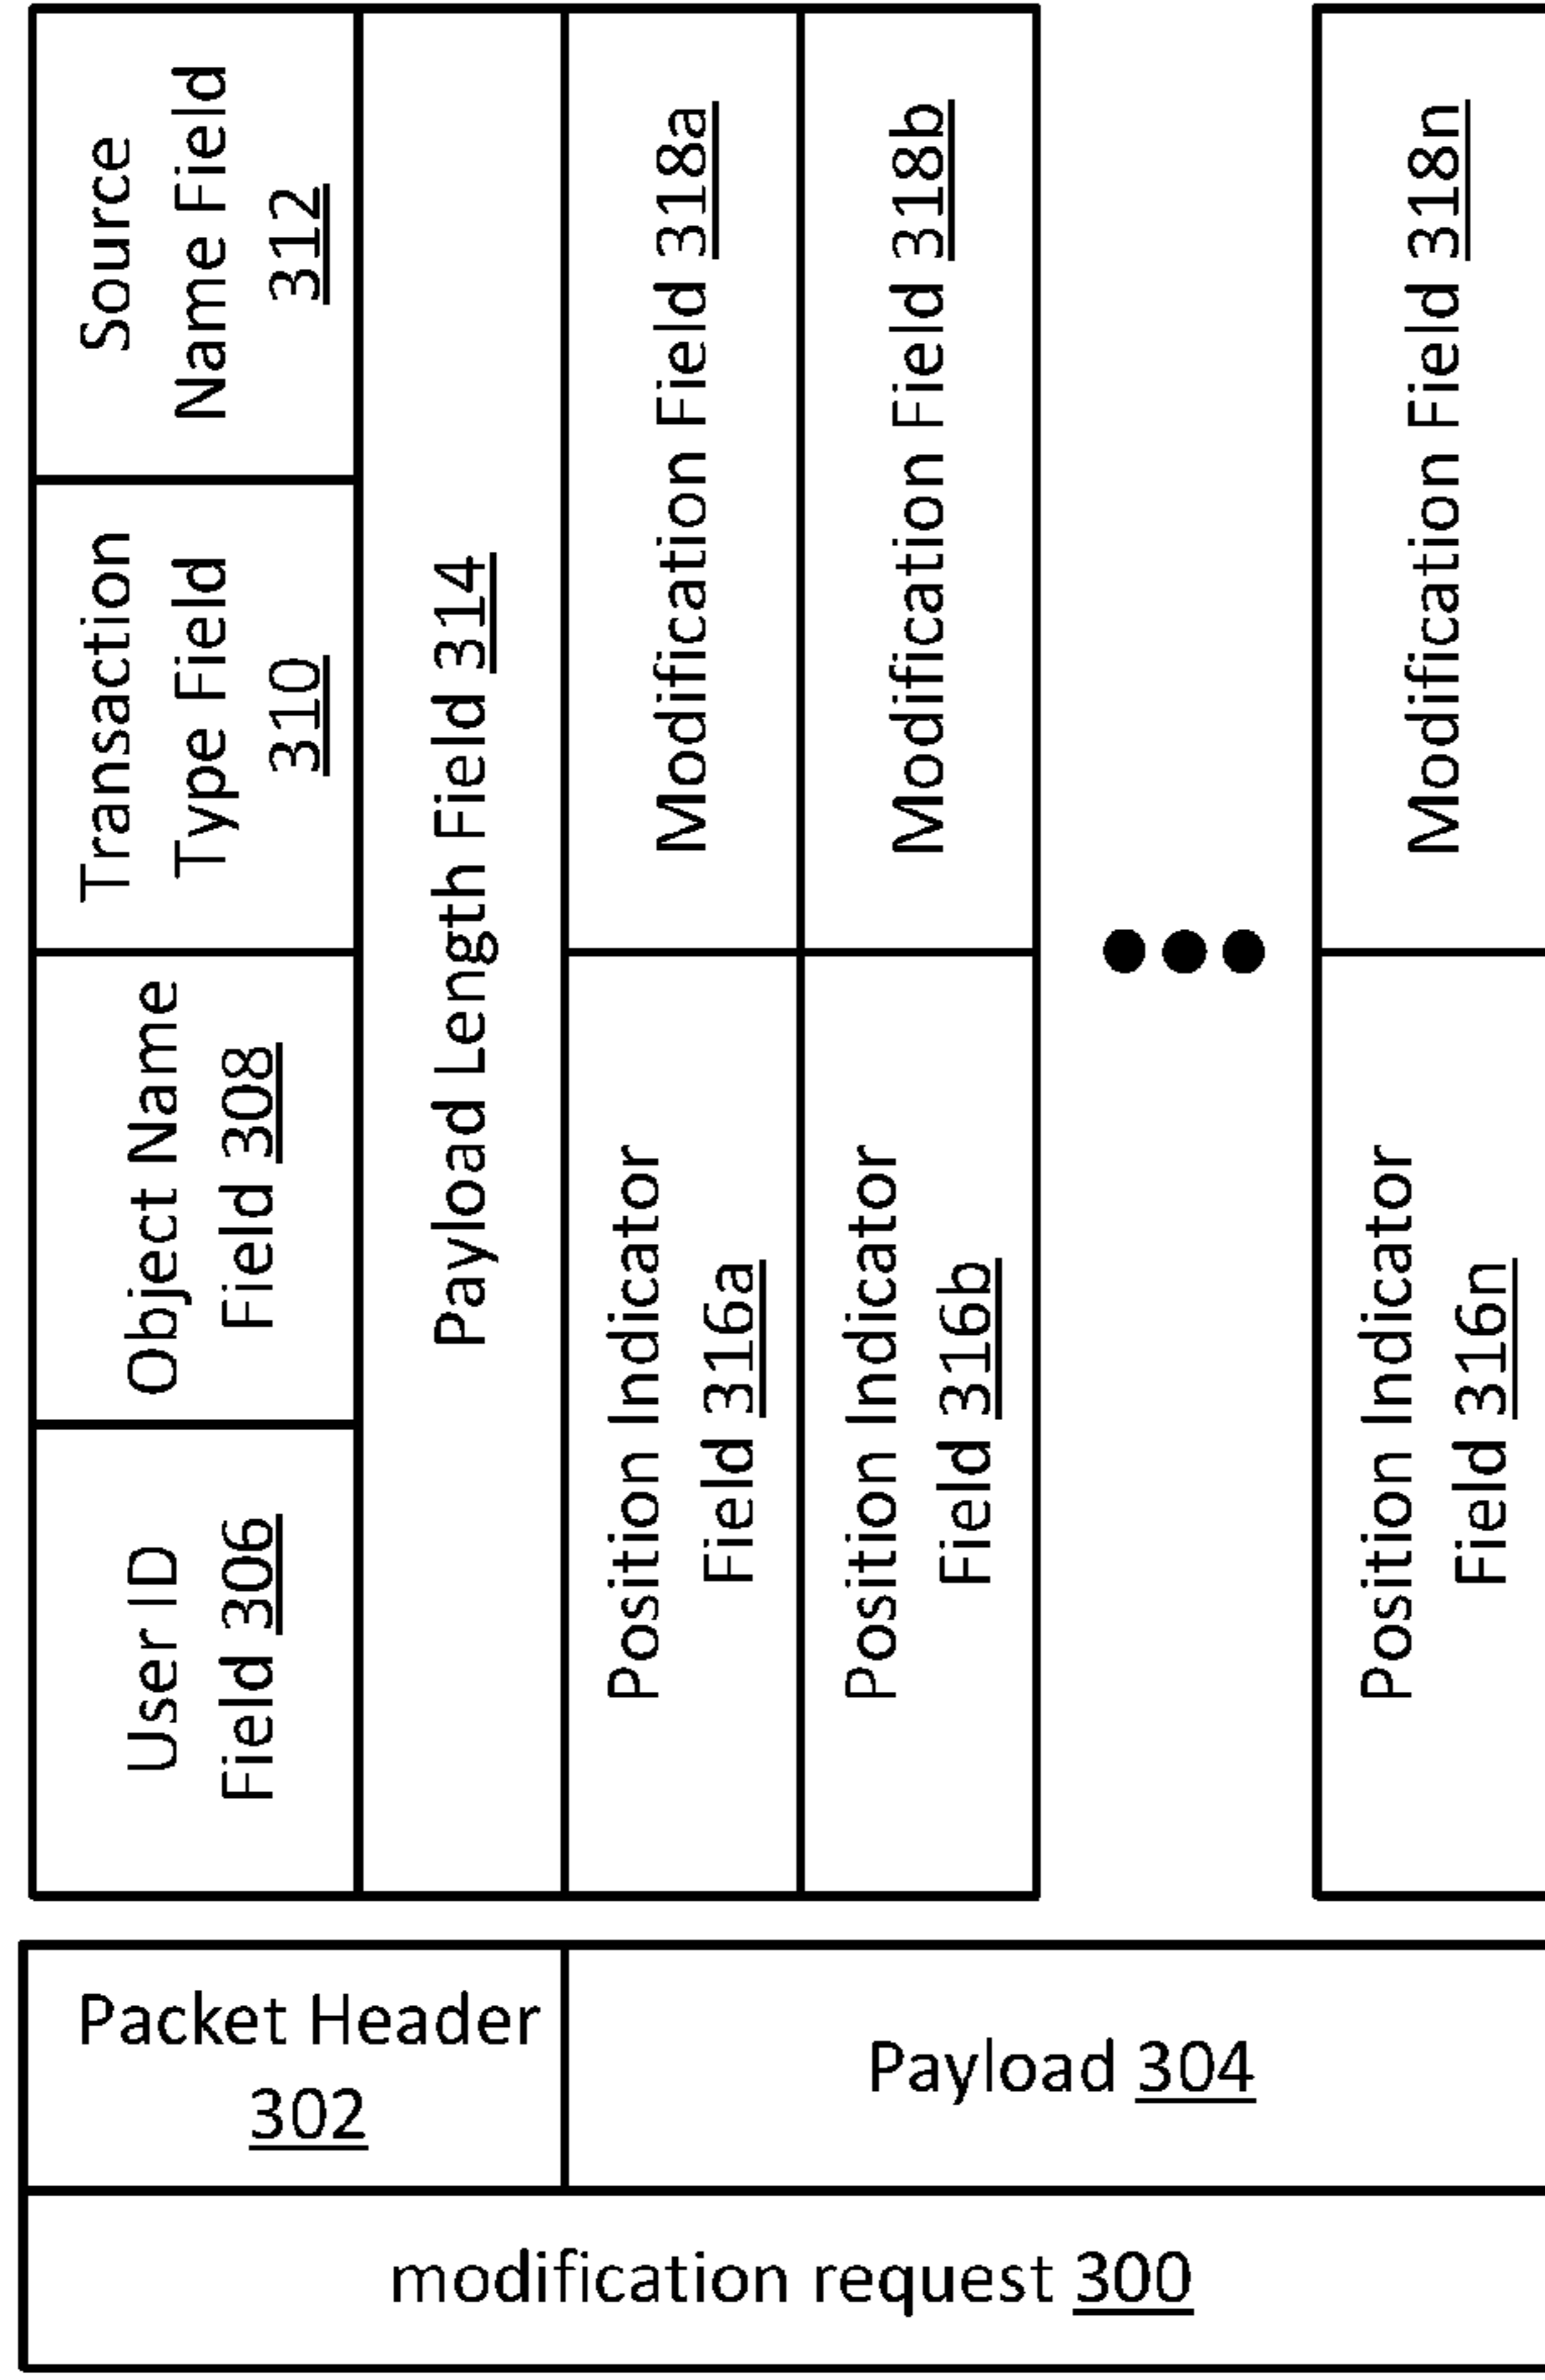 modification request 300
Packet Header
302
Payload 304
User ID
Field 306
Object Name
Field 308
Transaction
Type Field
310
Source
Name Field
312
Payload Length Field 314
Position Indicator
Field 316a
Modification Field 318a
Position Indicator
Field 316b
Modification Field 318b
Position Indicator
Field 316n
Modification Field 318n